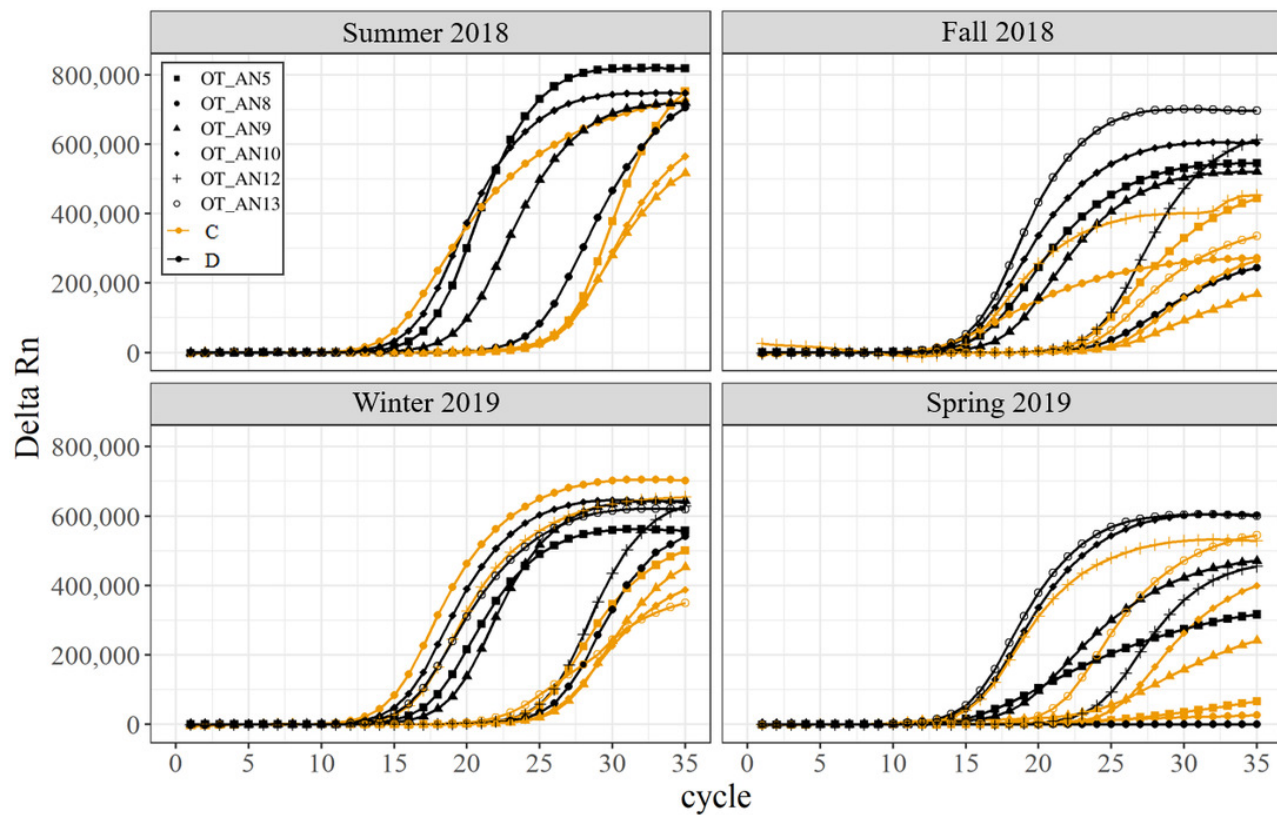 Summer 2018
Fall 2018
800,000
600,000
400,000
200,000
0
OT_AN5
OT_AN8
OT_AN9
OT_AN10
OT_AN12
OT_AN13
C
D
Delta Rn
Winter 2019
Spring 2019
800,000
600,000
400,000
200,000
0
0 5 10 15 20 25 30 35
0 5 10 15 20 25 30 35
cycle